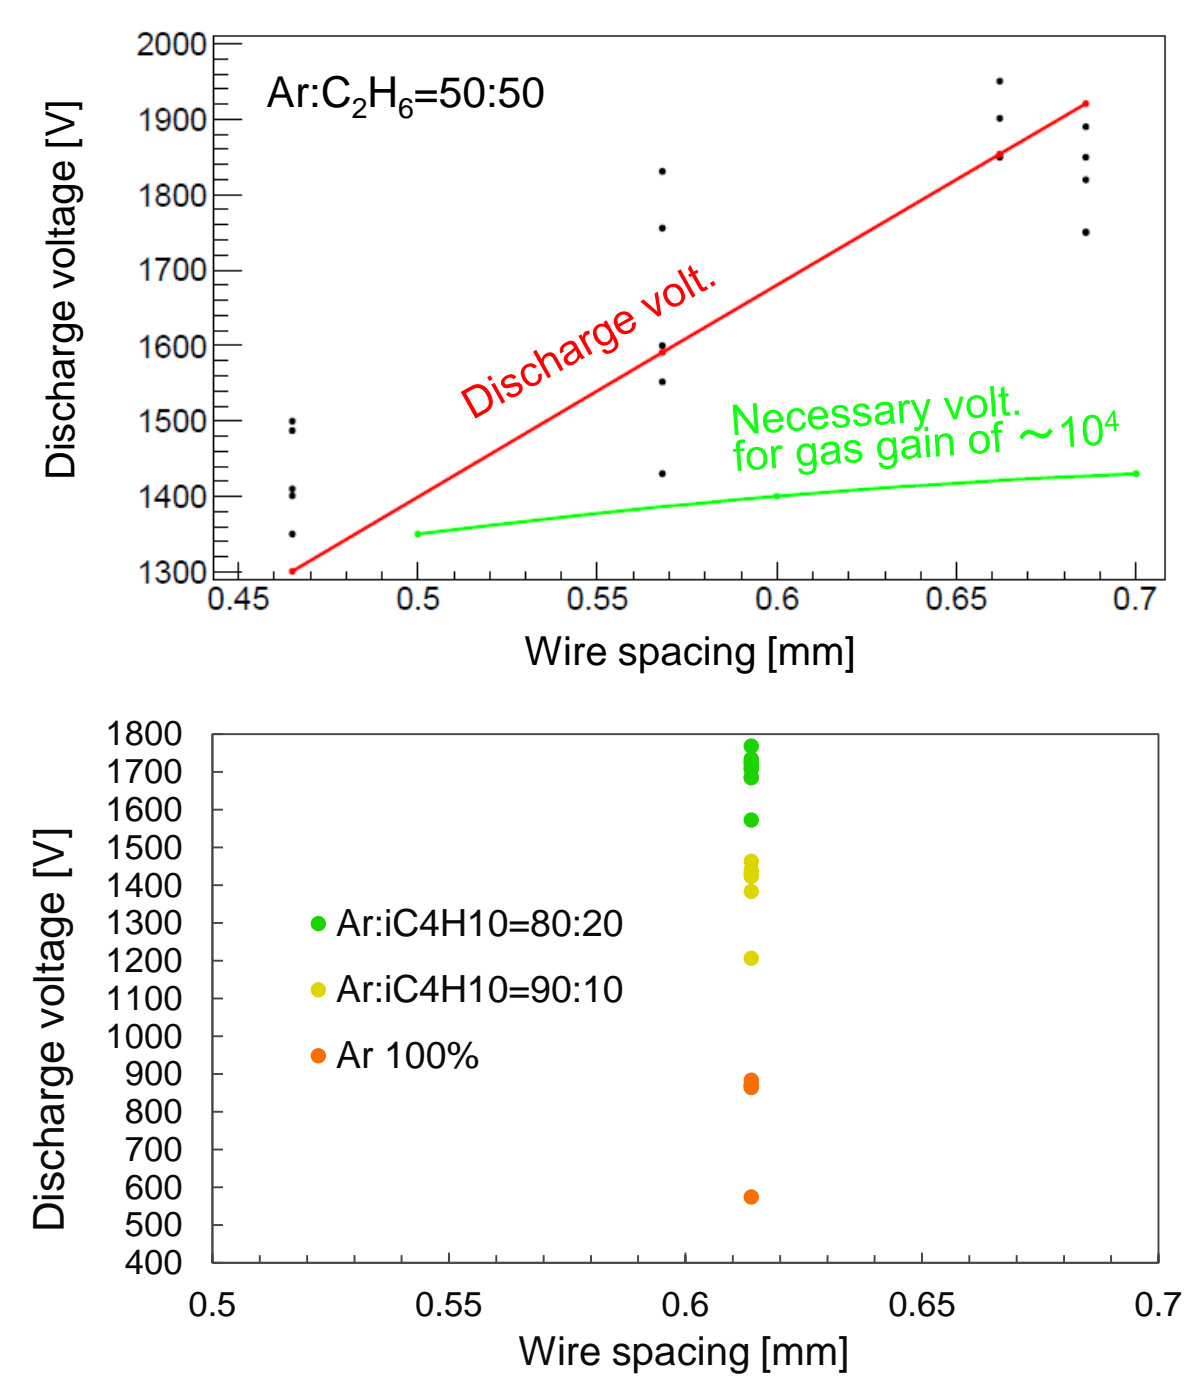 2000
1900
1800
1700
1600
1500
1400
1300
Discharge voltage [V]
Ar:C₂H₆=50:50
Discharge volt.
Necessary volt.
for gas gain of ～10⁴
0.45 0.5 0.55 0.6 0.65 0.7
Wire spacing [mm]
1800
1700
1600
1500
1400
1300
1200
1100
1000
900
800
700
600
500
400
Discharge voltage [V]
Ar:iC4H10=80:20
Ar:iC4H10=90:10
Ar 100%
0.5 0.55 0.6 0.65 0.7
Wire spacing [mm]